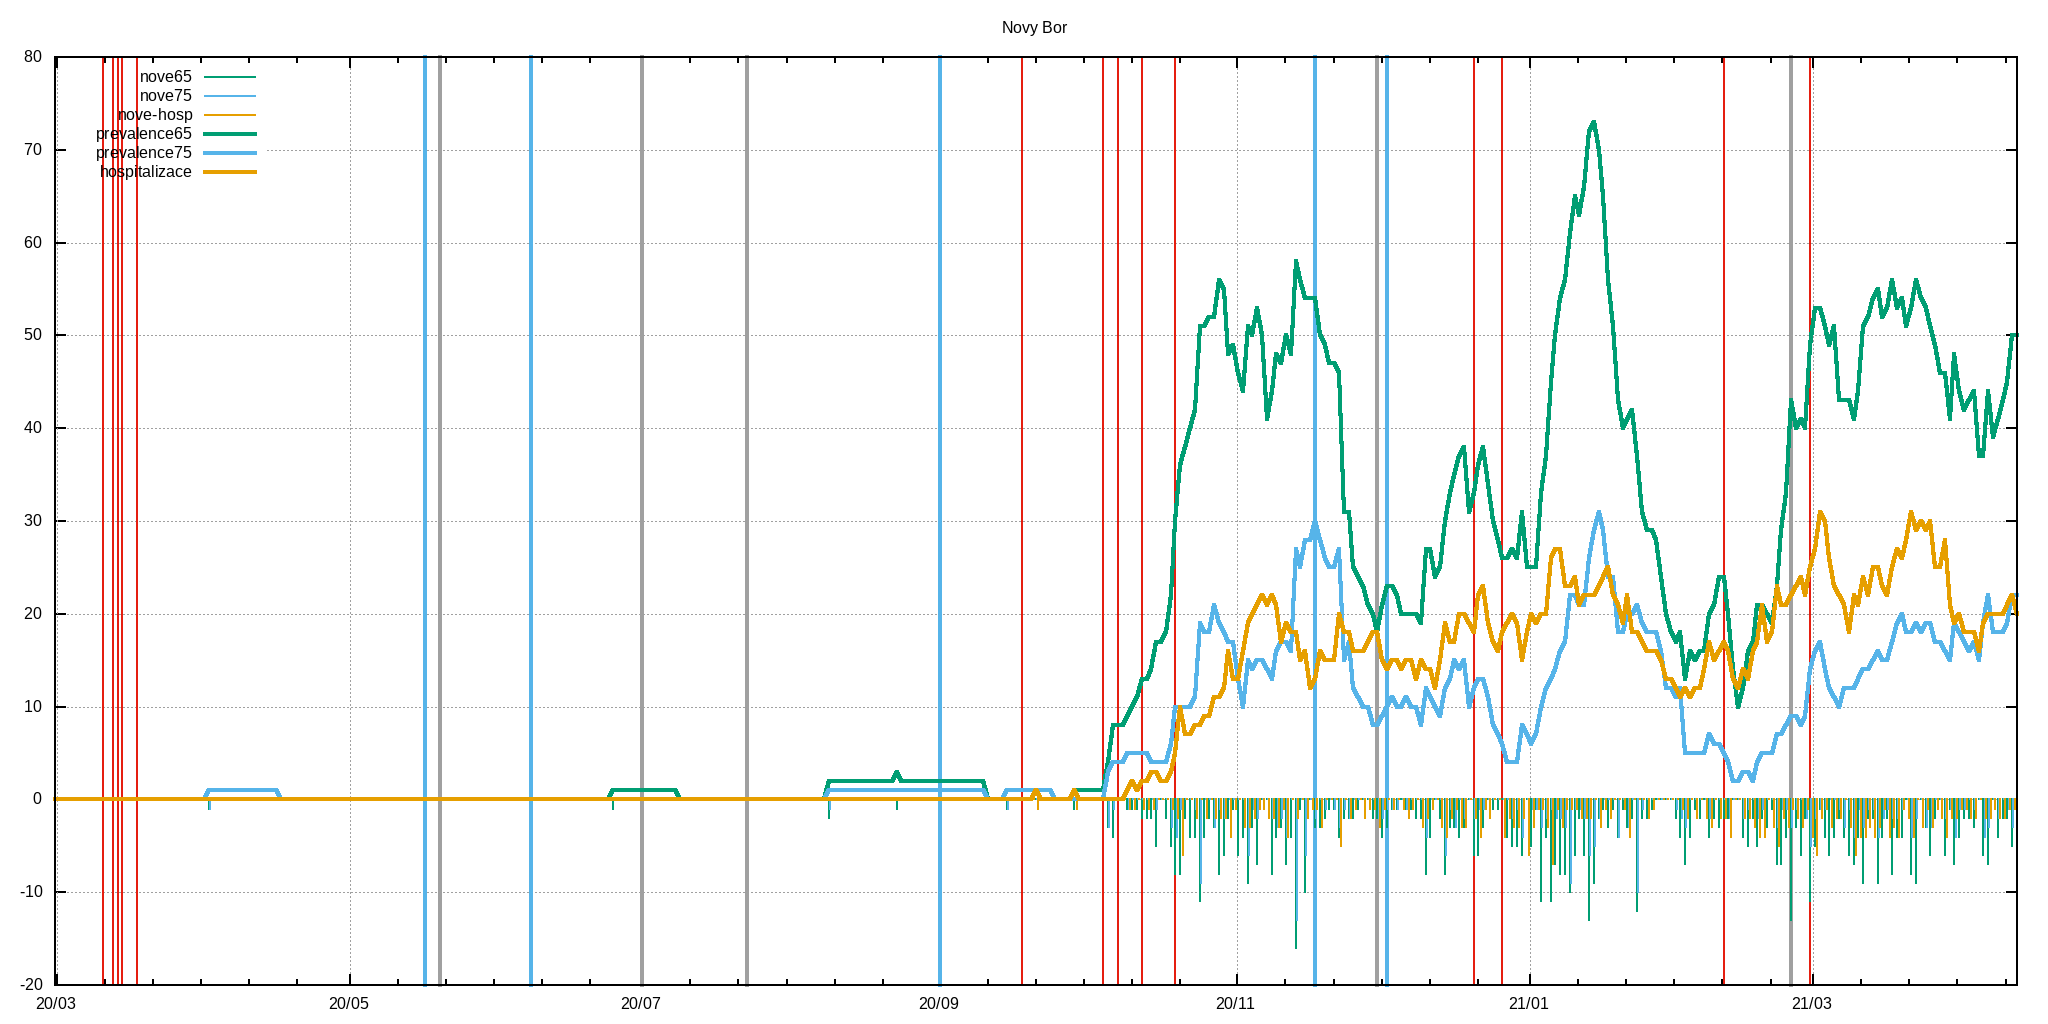 Novy Bor
80
70
60
50
40
30
20
10
0
-10
-20
nove65
nove75
nove-hosp
prevalence65
prevalence75
hospitalizace
20/03 20/05 20/07 20/09 20/11 21/01 21/03